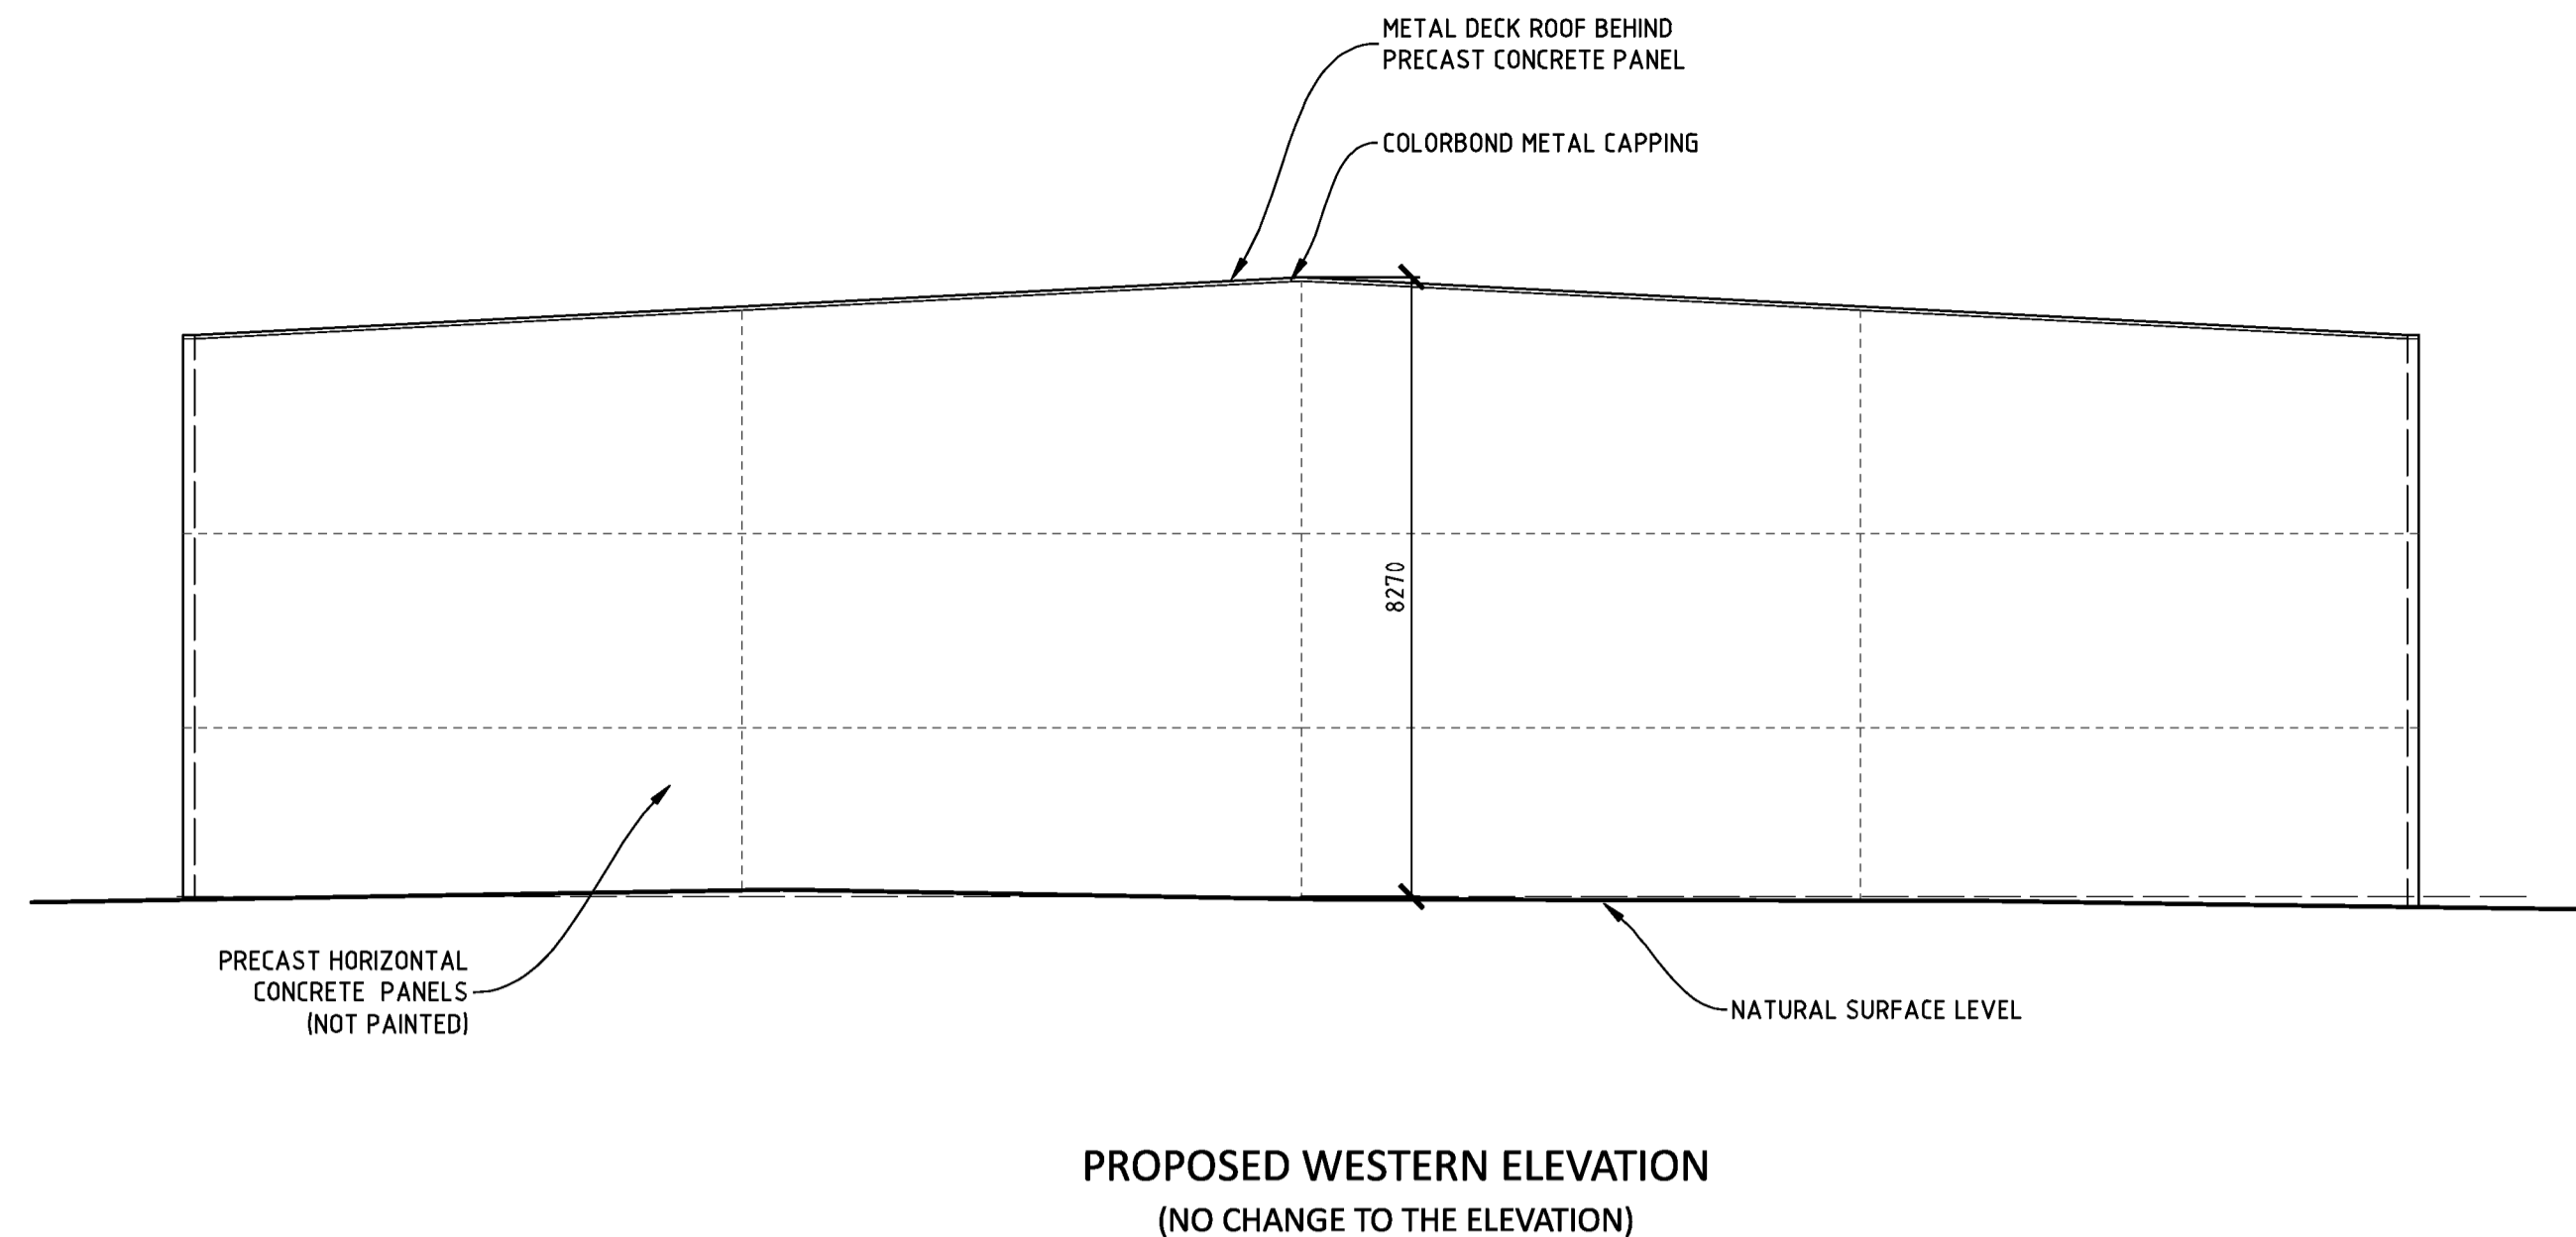 METAL DECK ROOF BEHIND
PRECAST CONCRETE PANEL
COLORBOND METAL CAPPING
8270
PRECAST HORIZONTAL
CONCRETE PANELS
(NOT PAINTED)
NATURAL SURFACE LEVEL
PROPOSED WESTERN ELEVATION
(NO CHANGE TO THE ELEVATION)